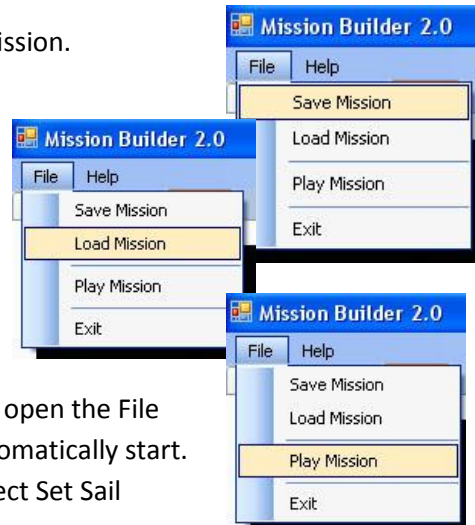 ission.
Mission Builder 2.0
File Help
Save Mission
Load Mission
Play Mission
Exit
Mission Builder 2.0
File Help
Save Mission
Load Mission
Play Mission
Exit
Mission Builder 2.0
File Help
Save Mission
Load Mission
Play Mission
Exit
open the File
omatically start.
ect Set Sail